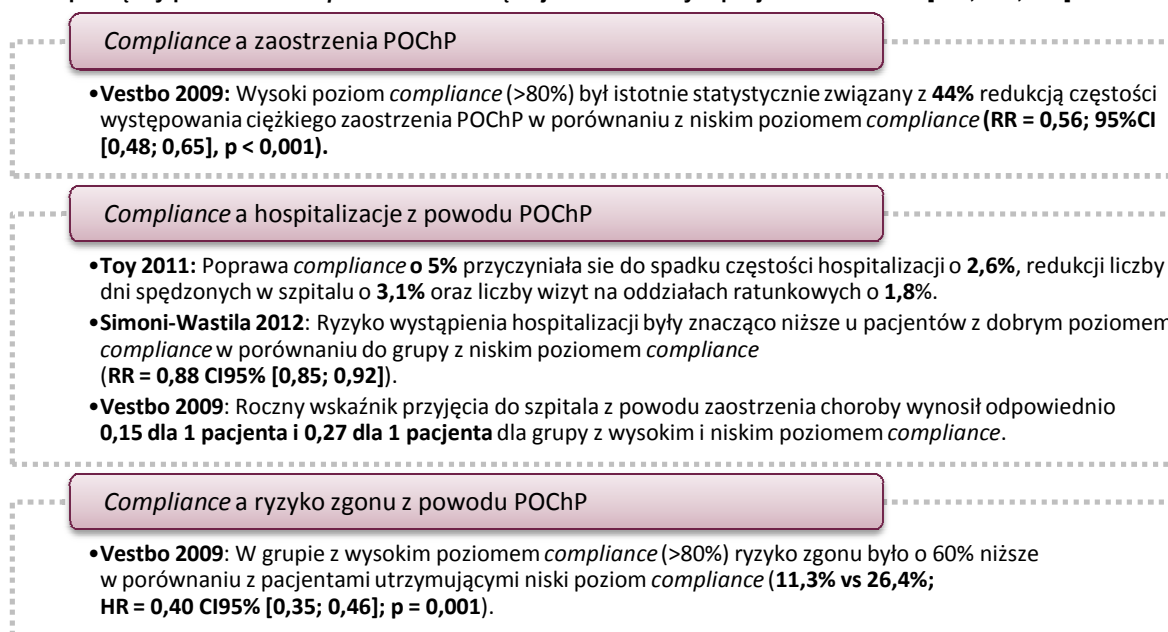 Compliance a zaostrzenia POChP
•Vestbo 2009: Wysoki poziom compliance (>80%) był istotnie statystycznie związany z 44% redukcją częstości
występowania ciężkiego zaostrzenia POChP w porównaniu z niskim poziomem compliance (RR = 0,56; 95%CI
[0,48; 0,65], p < 0,001).
Compliance a hospitalizacje z powodu POChP
•Toy 2011: Poprawa compliance o 5% przyczyniała sie do spadku częstości hospitalizacji o 2,6%, redukcji liczby
dni spędzonych w szpitalu o 3,1% oraz liczby wizyt na oddziałach ratunkowych o 1,8%.
•Simoni-Wastila 2012: Ryzyko wystąpienia hospitalizacji były znacząco niższe u pacjentów z dobrym poziomem
compliance w porównaniu do grupy z niskim poziomem compliance
(RR = 0,88 CI95% [0,85; 0,92]).
•Vestbo 2009: Roczny wskaźnik przyjęcia do szpitala z powodu zaostrzenia choroby wynosił odpowiednio
0,15 dla 1 pacjenta i 0,27 dla 1 pacjenta dla grupy z wysokim i niskim poziomem compliance.
Compliance a ryzyko zgonu z powodu POChP
•Vestbo 2009: W grupie z wysokim poziomem compliance (>80%) ryzyko zgonu było o 60% niższe
w porównaniu z pacjentami utrzymującymi niski poziom compliance (11,3% vs 26,4%;
HR = 0,40 CI95% [0,35; 0,46]; p = 0,001).